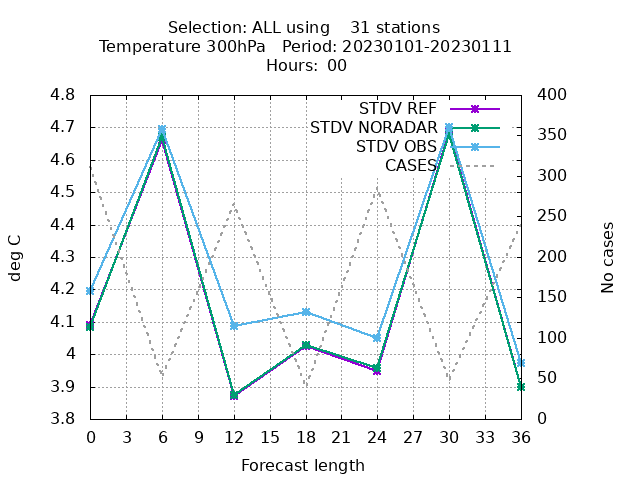 Selection: ALL using    31 stations
Temperature 300hPa   Period: 20230101-20230111
Hours:  00
STDV REF
STDV NORADAR
STDV OBS
CASES
4.8
4.7
4.6
4.5
4.4
4.3
4.2
4.1
4
3.9
3.8
deg C
400
350
300
250
200
150
100
50
0
No cases
0 3 6 9 12 15 18 21 24 27 30 33 36
Forecast length